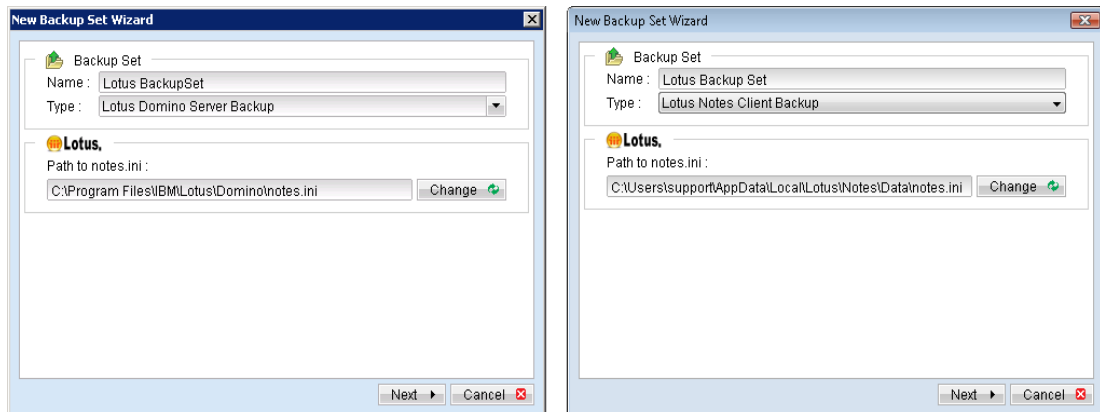 New Backup Set Wizard
Backup Set
Name : Lotus BackupSet
Type : Lotus Domino Server Backup
Lotus.
Path to notes.ini :
C:\Program Files\IBM\Lotus\Domino\notes.ini Change
Next Cancel
New Backup Set Wizard
Backup Set
Name : Lotus Backup Set
Type : Lotus Notes Client Backup
Lotus.
Path to notes.ini :
C:\Users\support\AppData\Local\Lotus\Notes\Data\notes.ini Change
Next Cancel